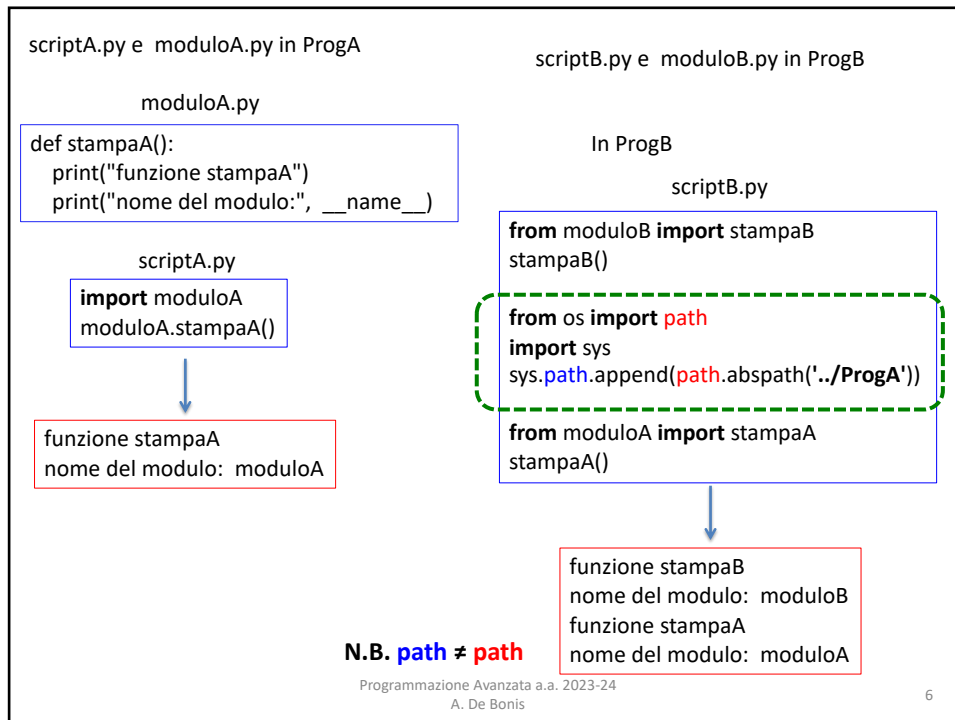 scriptA.py e moduloA.py in ProgA
moduloA.py
def stampaA():
print("funzione stampaA")
print("nome del modulo:", __name__)
scriptA.py
import moduloA
moduloA.stampaA()
funzione stampaA
nome del modulo: moduloA
scriptB.py e moduloB.py in ProgB
In ProgB
scriptB.py
from moduloB import stampaB
stampaB()
from os import path
import sys
sys.path.append(path.abspath('../ProgA'))
from moduloA import stampaA
stampaA()
funzione stampaB
nome del modulo: moduloB
funzione stampaA
nome del modulo: moduloA
N.B. path ≠ path
Programmazione Avanzata a.a. 2023-24
A. De Bonis
6